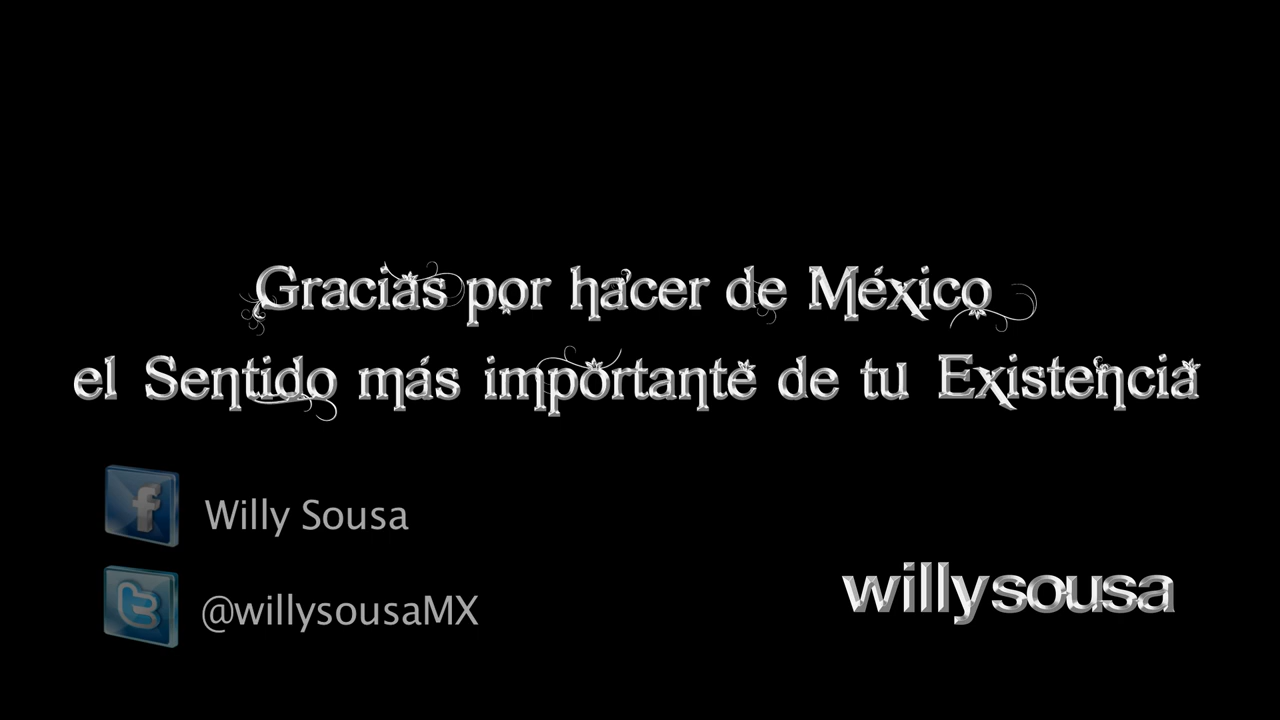 Gracias por hacer de México
el Sentido más importante de tu Existencia
Willy Sousa
@willysousaMX
willysousa